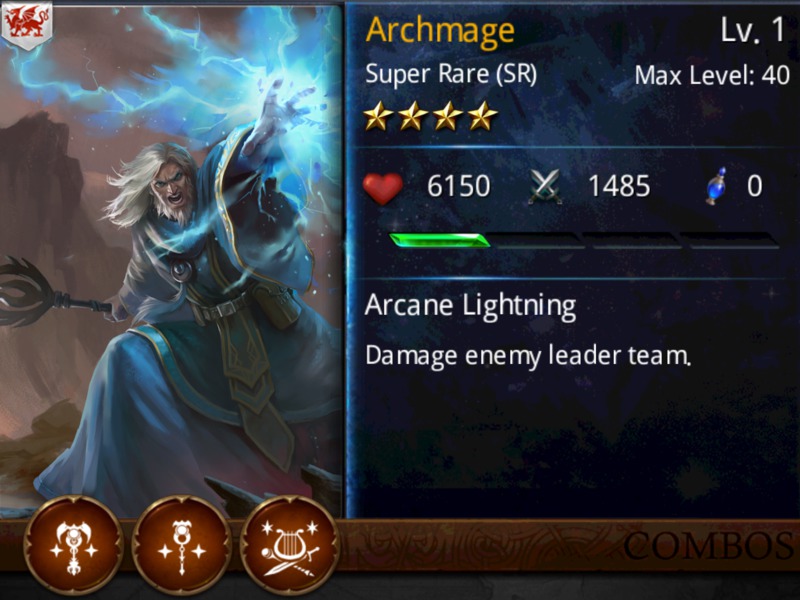 Archmage
Lv. 1
Super Rare (SR)
Max Level: 40
6150
1485
0
Arcane Lightning
Damage enemy leader team.
COMBOS